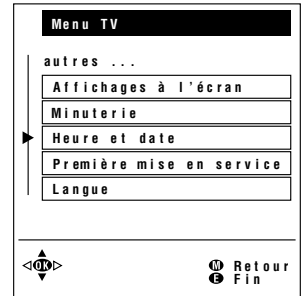 Menu TV
autres ...
Affichages à l'écran
Minuterie
Heure et date
Première mise en service
Langue
OK
M Retour
E Fin